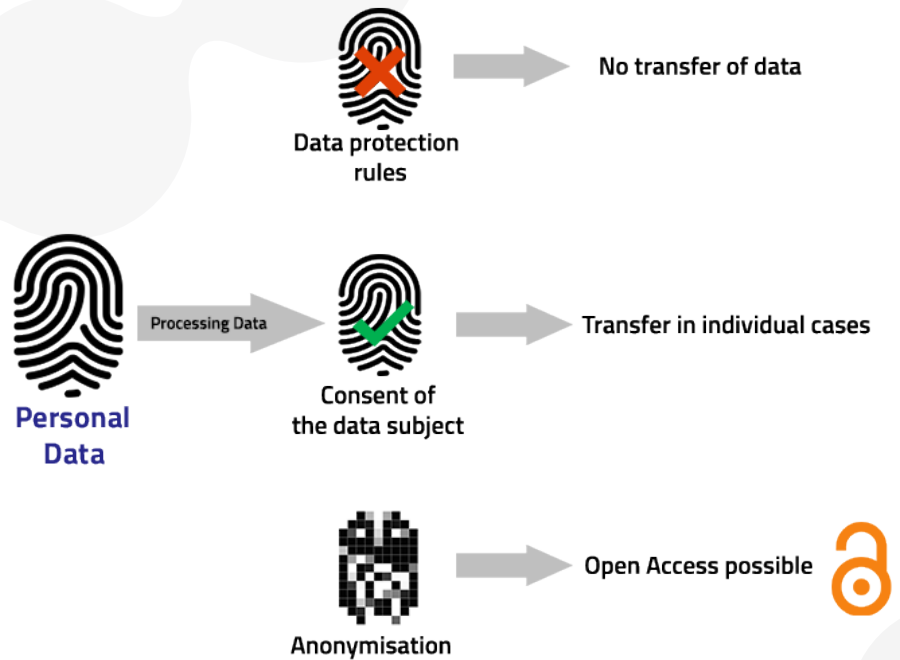 No transfer of data
Data protection
rules
Processing Data
Transfer in individual cases
Consent of
the data subject
Personal
Data
Open Access possible
Anonymisation